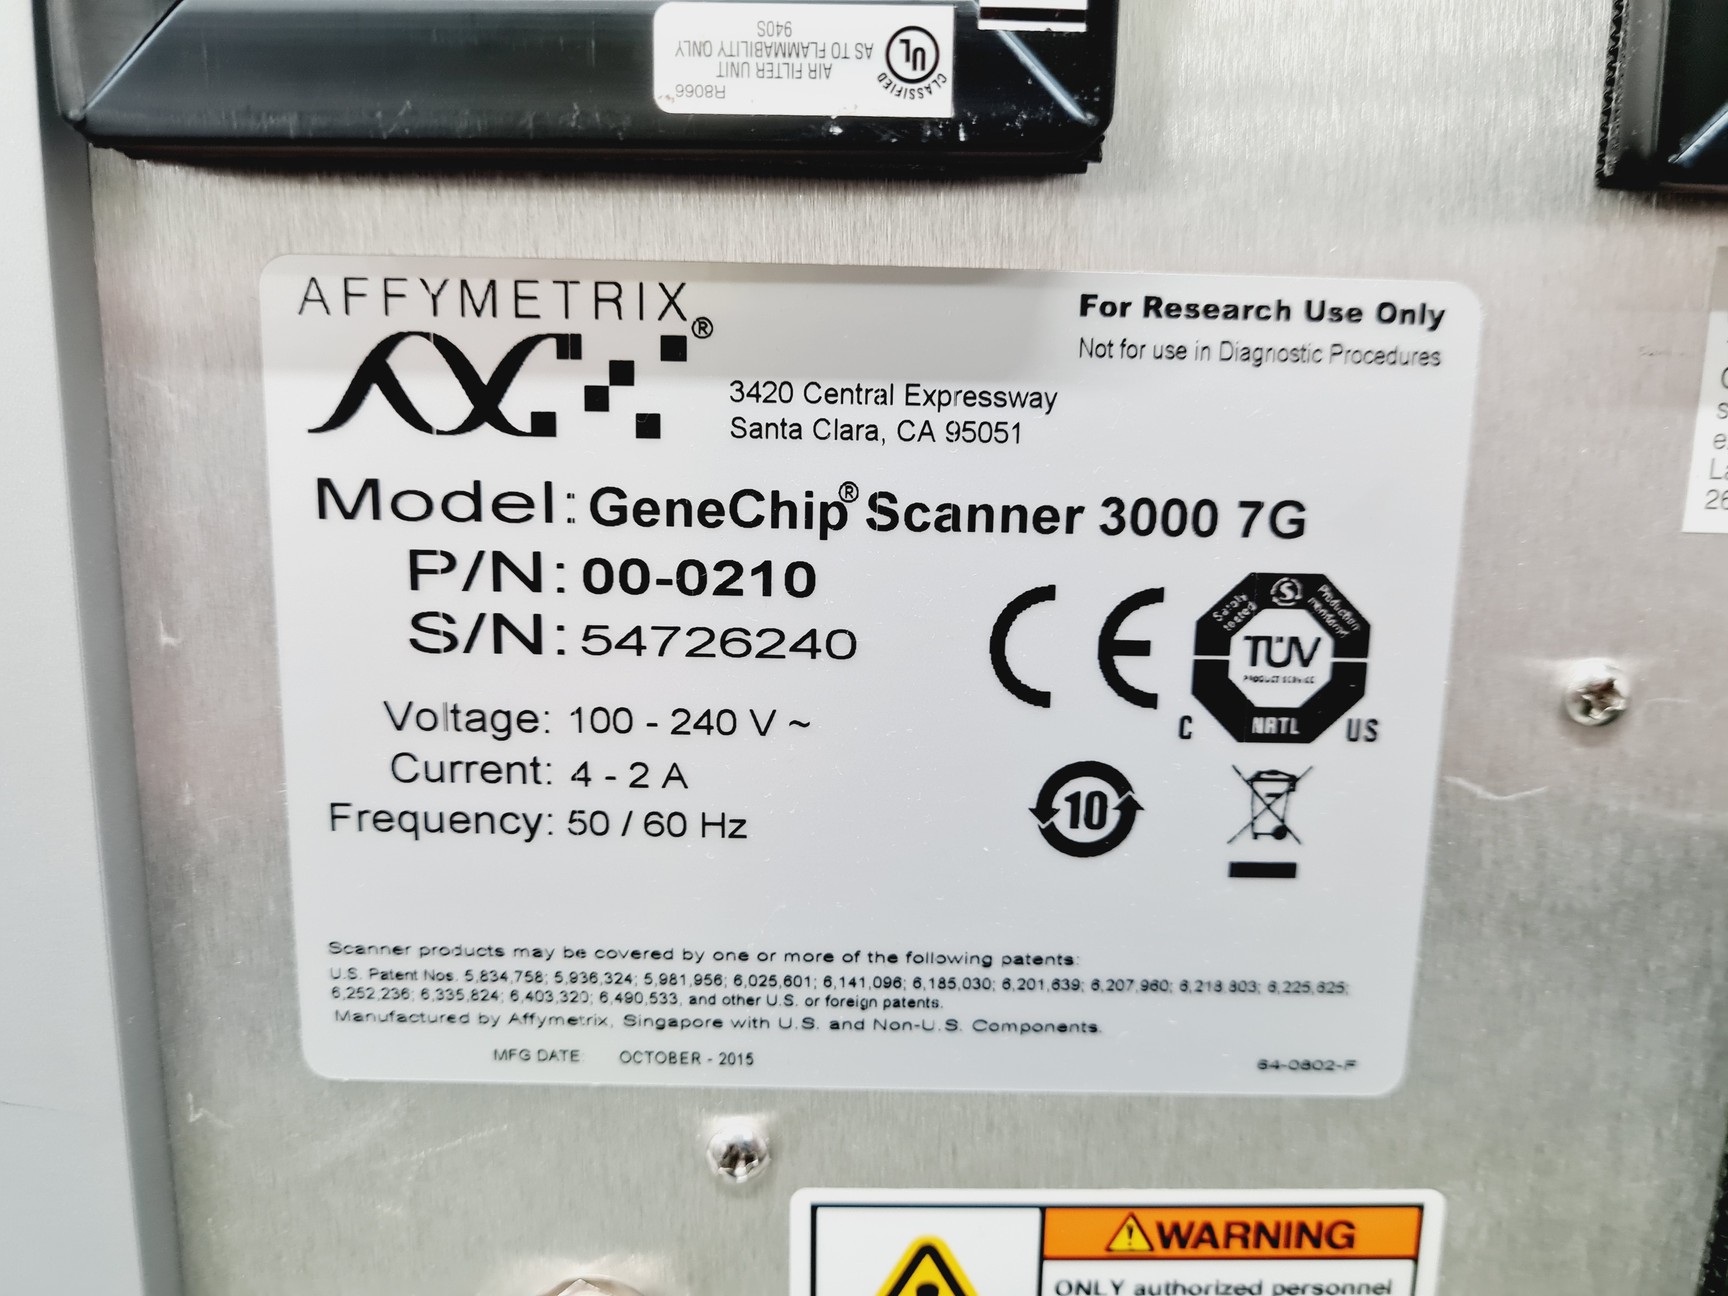 R8066
AIR FILTER UNIT
AS TO FLAMMABILITY ONLY
940S
CLASSIFIED
UL
AFFYMETRIX®
For Research Use Only
Not for use in Diagnostic Procedures
3420 Central Expressway
Santa Clara, CA 95051
Model: GeneChip® Scanner 3000 7G
P/N: 00-0210
S/N: 54726240
Voltage: 100 - 240 V ~
Current: 4 - 2 A
Frequency: 50 / 60 Hz
CE
Safety tested
S
Production monitored
TÜV
PRODUCT SERVICE
C NRTL US
10
Scanner products may be covered by one or more of the following patents:
U.S. Patent Nos. 5,834,758; 5,936,324; 5,981,956; 6,025,601; 6,141,096; 6,185,030; 6,201,639; 6,207,960; 6,218,803; 6,225,625;
6,252,236; 6,335,824; 6,403,320; 6,490,533, and other U.S. or foreign patents.
Manufactured by Affymetrix, Singapore with U.S. and Non-U.S. Components.
MFG DATE OCTOBER - 2015
64-0802-F
WARNING
ONLY authorized personnel